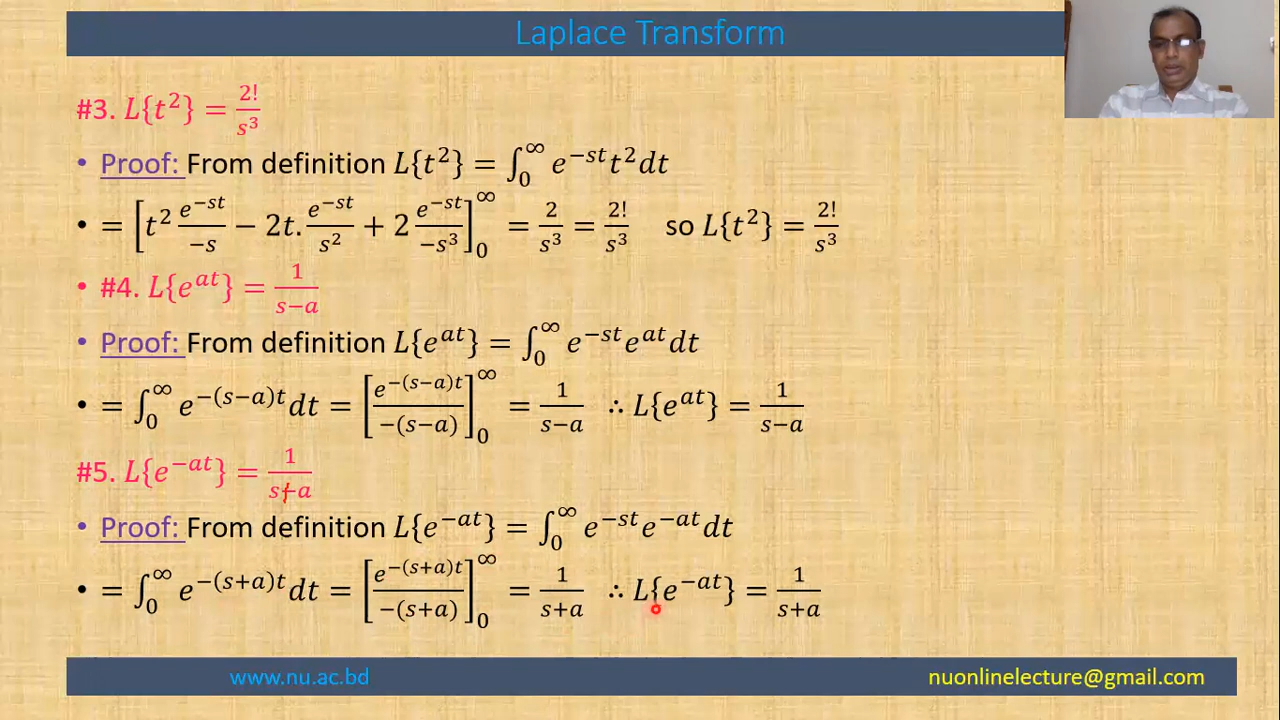 Laplace Transform
#3. L{t²} = 2!/s³
• Proof: From definition L{t²} = ∫₀^∞ e^(−st) t² dt
• = [t² e^(−st)/(−s) − 2t. e^(−st)/s² + 2 e^(−st)/(−s³)]₀^∞ = 2/s³ = 2!/s³ so L{t²} = 2!/s³
• #4. L{e^(at)} = 1/(s−a)
• Proof: From definition L{e^(at)} = ∫₀^∞ e^(−st) e^(at) dt
• = ∫₀^∞ e^(−(s−a)t) dt = [e^(−(s−a)t)/(−(s−a))]₀^∞ = 1/(s−a) ∴ L{e^(at)} = 1/(s−a)
#5. L{e^(−at)} = 1/(s+a)
• Proof: From definition L{e^(−at)} = ∫₀^∞ e^(−st) e^(−at) dt
• = ∫₀^∞ e^(−(s+a)t) dt = [e^(−(s+a)t)/(−(s+a))]₀^∞ = 1/(s+a) ∴ L{e^(−at)} = 1/(s+a)
www.nu.ac.bd
nuonlinelecture@gmail.com